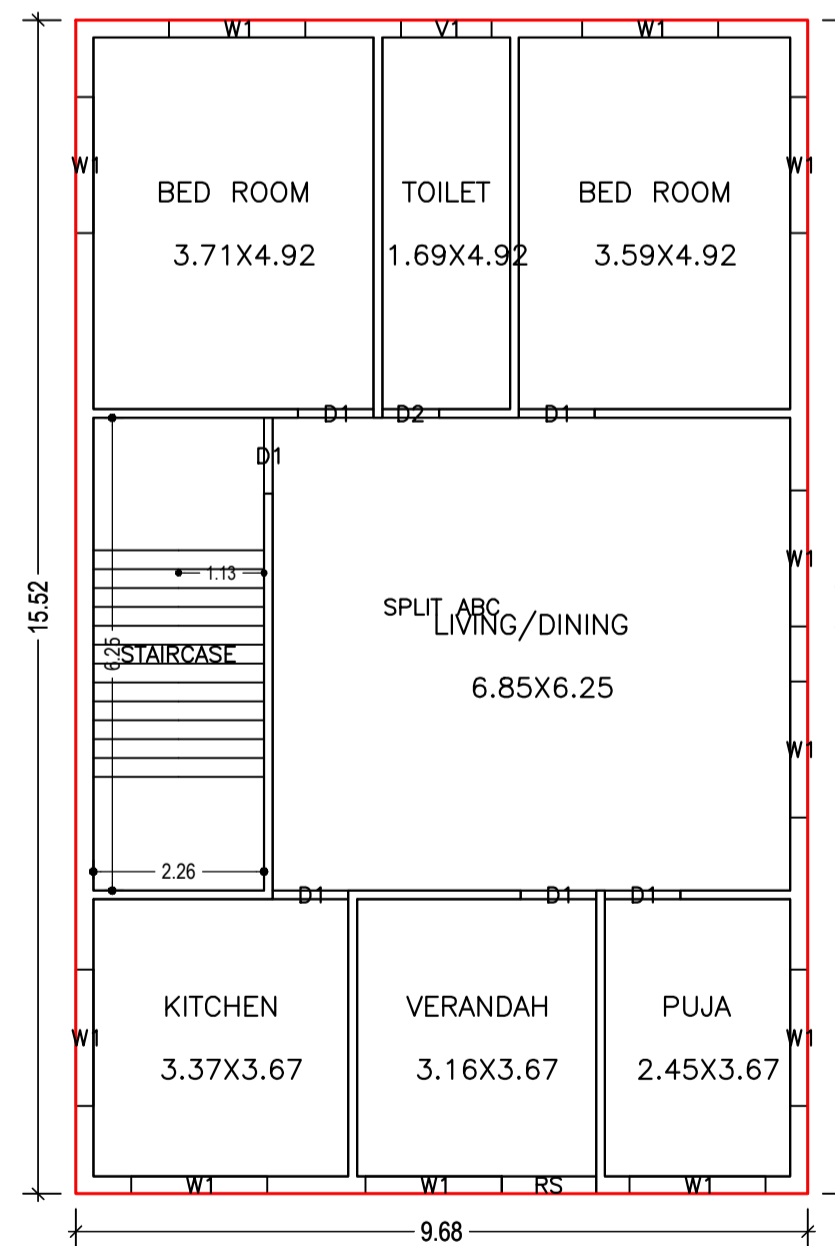 W1 V1 W1
W1 W1
BED ROOM TOILET BED ROOM
3.71X4.92 1.69X4.92 3.59X4.92
D1 D2 D1
D1
W1
1.13
15.52
SPLIT ABC
LIVING/DINING
6.25
STAIRCASE
6.85X6.25
W1
2.26
D1 D1 D1
KITCHEN VERANDAH PUJA
W1 W1
3.37X3.67 3.16X3.67 2.45X3.67
W1 W1 RS W1
9.68